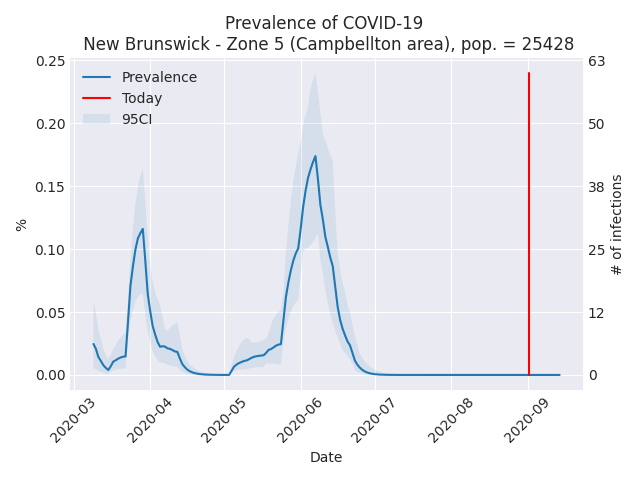 Prevalence of COVID-19
New Brunswick - Zone 5 (Campbellton area), pop. = 25428
0.25
0.20
0.15
0.10
0.05
0.00
%
Prevalence
Today
95CI
63
50
38
25
12
0
# of infections
2020-03
2020-04
2020-05
2020-06
2020-07
2020-08
2020-09
Date